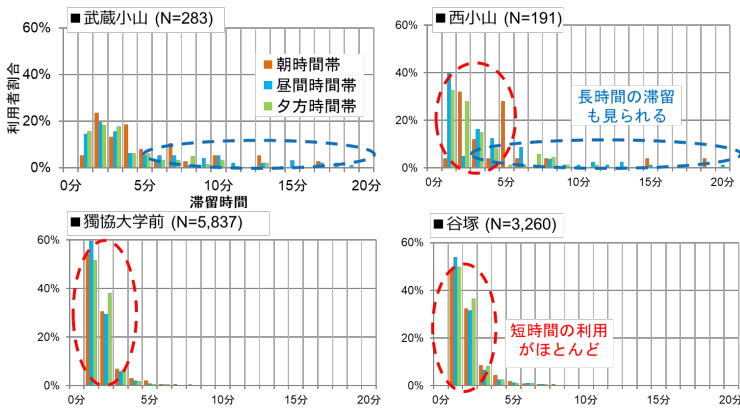 ■武蔵小山 (N=283)
■西小山 (N=191)
利用者割合
60%
40%
20%
0%
朝時間帯
昼間時間帯
夕方時間帯
0分
5分
10分
15分
20分
滞留時間
60%
40%
20%
0%
長時間の滞留
も見られる
0分
5分
10分
15分
20分
■獨協大学前 (N=5,837)
■谷塚 (N=3,260)
60%
40%
20%
0%
0分
5分
10分
15分
20分
60%
40%
20%
0%
短時間の利用
がほとんど
0分
5分
10分
15分
20分